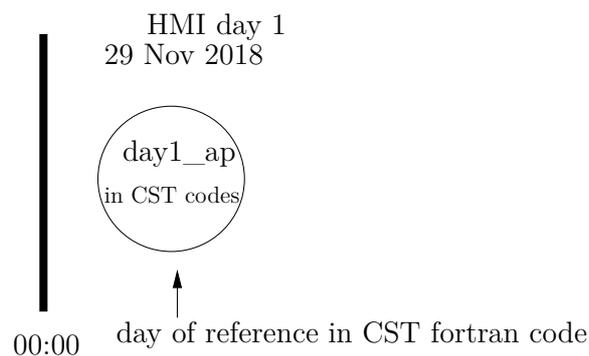 HMI day 1
29 Nov 2018
day1_ap
in CST codes
day of reference in CST fortran code
00:00